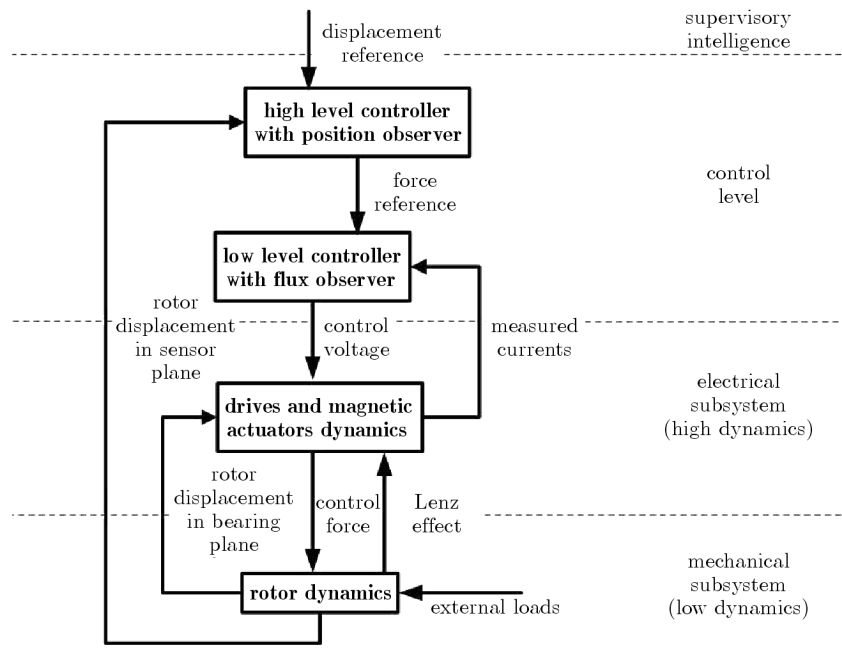 displacement
reference
supervisory
intelligence
high level controller
with position observer
force
reference
control
level
low level controller
with flux observer
rotor
displacement
in sensor
plane
control
voltage
measured
currents
drives and magnetic
actuators dynamics
electrical
subsystem
(high dynamics)
rotor
displacement
in bearing
plane
control
force
Lenz
effect
rotor dynamics
external loads
mechanical
subsystem
(low dynamics)